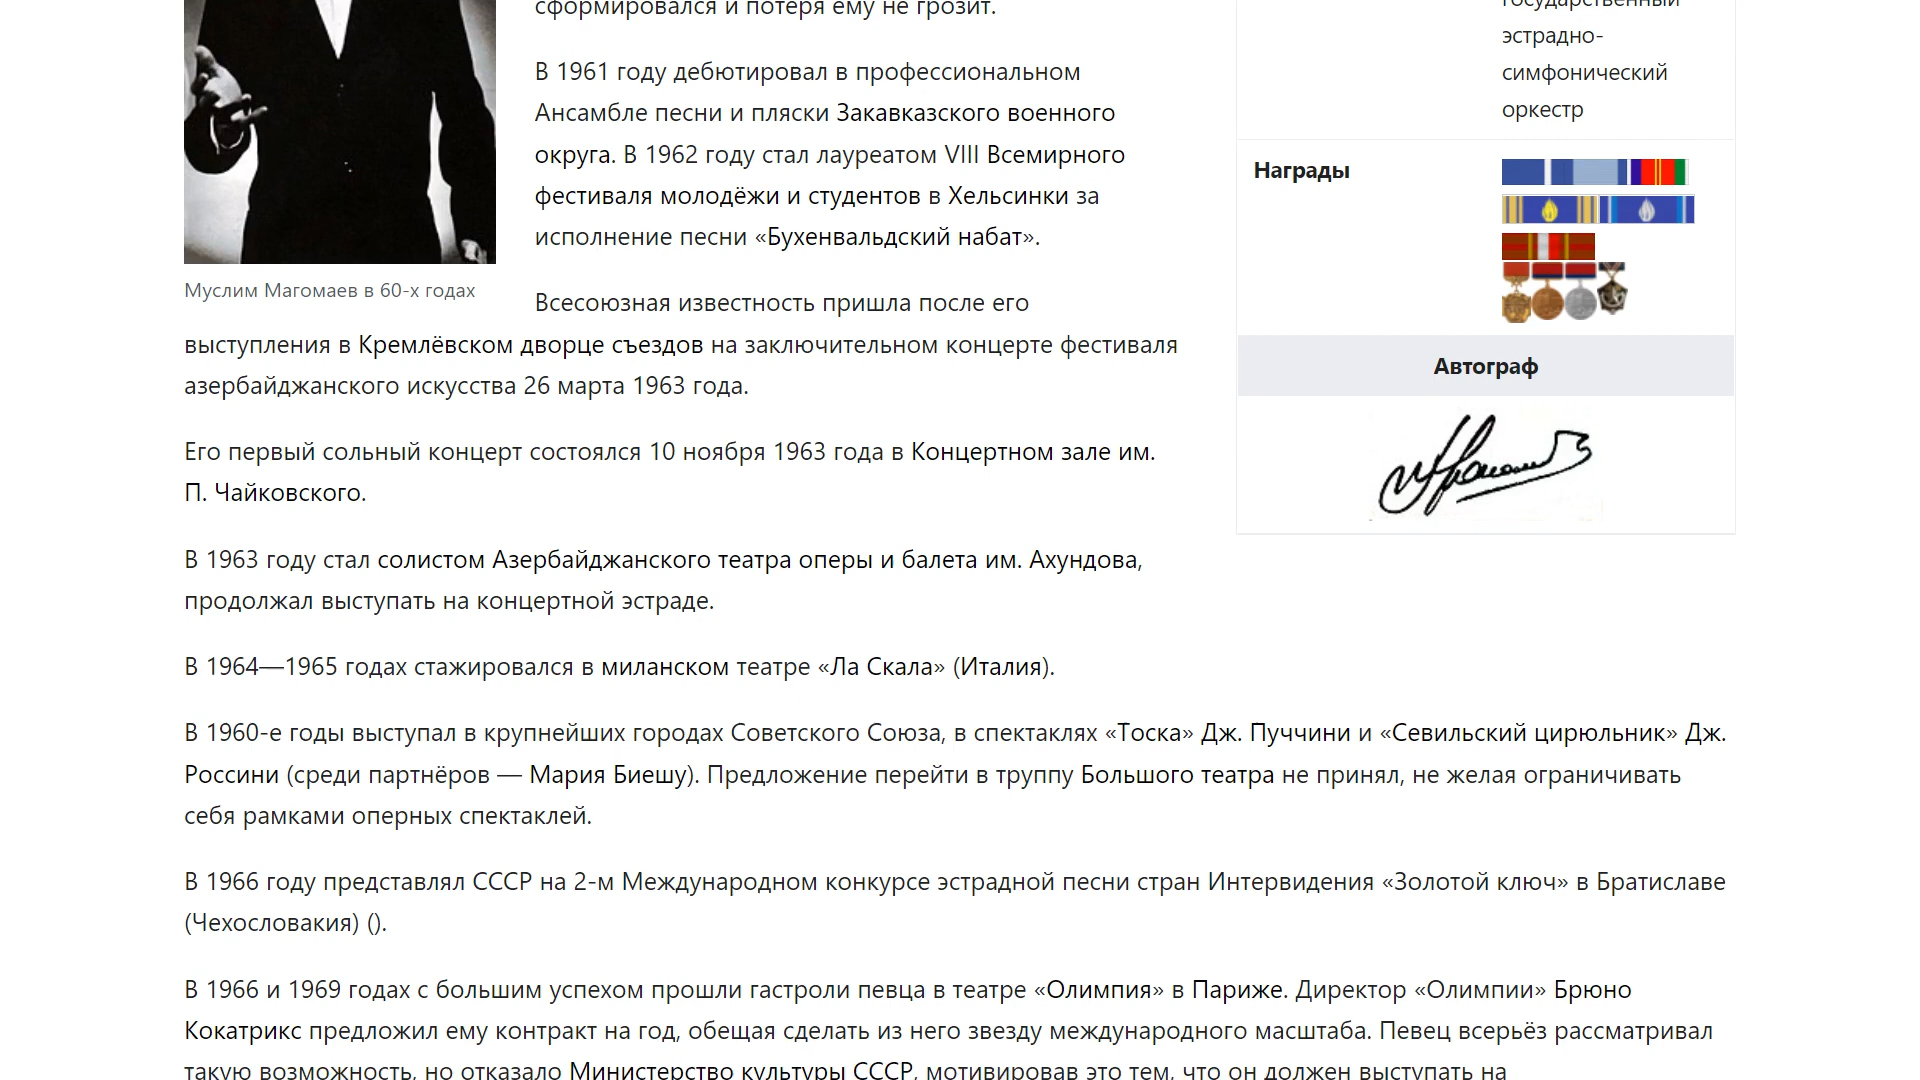 сформировался и потеря ему не грозит.
В 1961 году дебютировал в профессиональном
Ансамбле песни и пляски Закавказского военного
округа. В 1962 году стал лауреатом VIII Всемирного
фестиваля молодёжи и студентов в Хельсинки за
исполнение песни «Бухенвальдский набат».
Муслим Магомаев в 60-х годах
Всесоюзная известность пришла после его
выступления в Кремлёвском дворце съездов на заключительном концерте фестиваля
азербайджанского искусства 26 марта 1963 года.
Его первый сольный концерт состоялся 10 ноября 1963 года в Концертном зале им.
П. Чайковского.
В 1963 году стал солистом Азербайджанского театра оперы и балета им. Ахундова,
продолжал выступать на концертной эстраде.
В 1964—1965 годах стажировался в миланском театре «Ла Скала» (Италия).
В 1960-е годы выступал в крупнейших городах Советского Союза, в спектаклях «Тоска» Дж. Пуччини и «Севильский цирюльник» Дж.
Россини (среди партнёров — Мария Биешу). Предложение перейти в труппу Большого театра не принял, не желая ограничивать
себя рамками оперных спектаклей.
В 1966 году представлял СССР на 2-м Международном конкурсе эстрадной песни стран Интервидения «Золотой ключ» в Братиславе
(Чехословакия) ().
В 1966 и 1969 годах с большим успехом прошли гастроли певца в театре «Олимпия» в Париже. Директор «Олимпии» Брюно
Кокатрикс предложил ему контракт на год, обещая сделать из него звезду международного масштаба. Певец всерьёз рассматривал
такую возможность, но отказало Министерство культуры СССР, мотивировав это тем, что он должен выступать на
государственный
эстрадно-
симфонический
оркестр
Награды
Автограф